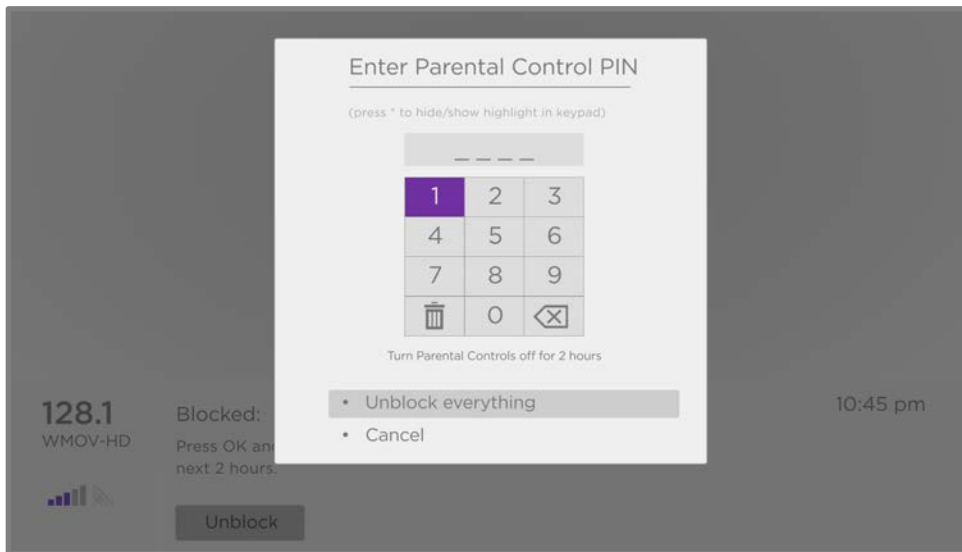 Enter Parental Control PIN
(press * to hide/show highlight in keypad)
_ _ _ _
1 2 3
4 5 6
7 8 9
0
Turn Parental Controls off for 2 hours
• Unblock everything
• Cancel
128.1
WMOV-HD
Blocked:
Press OK and
next 2 hours.
Unblock
10:45 pm